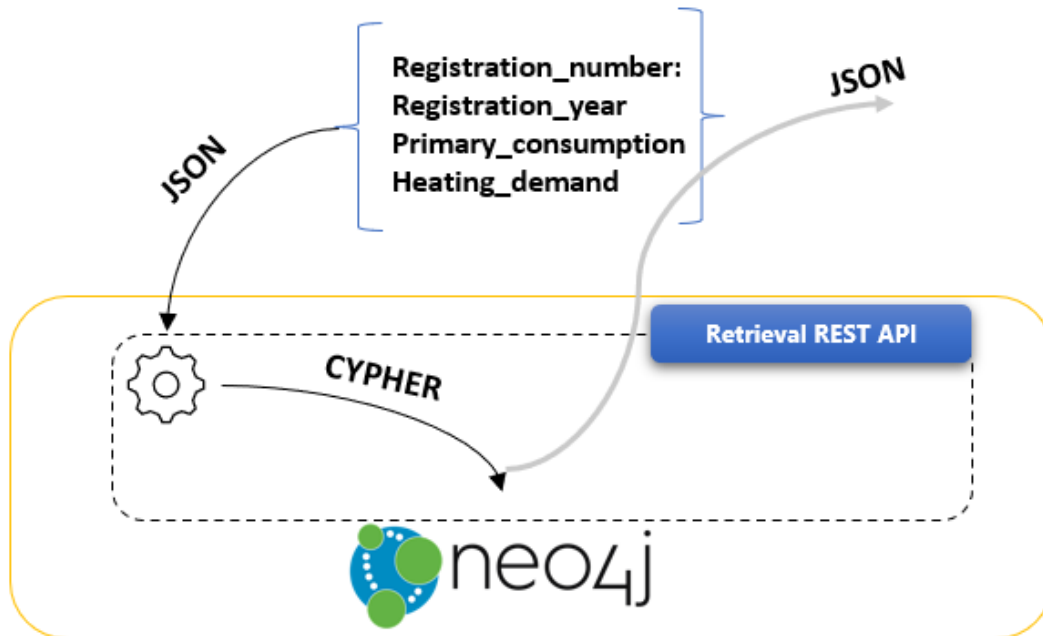 Registration_number:
Registration_year
Primary_consumption
Heating_demand
JSON
JSON
Retrieval REST API
CYPHER
neo4j